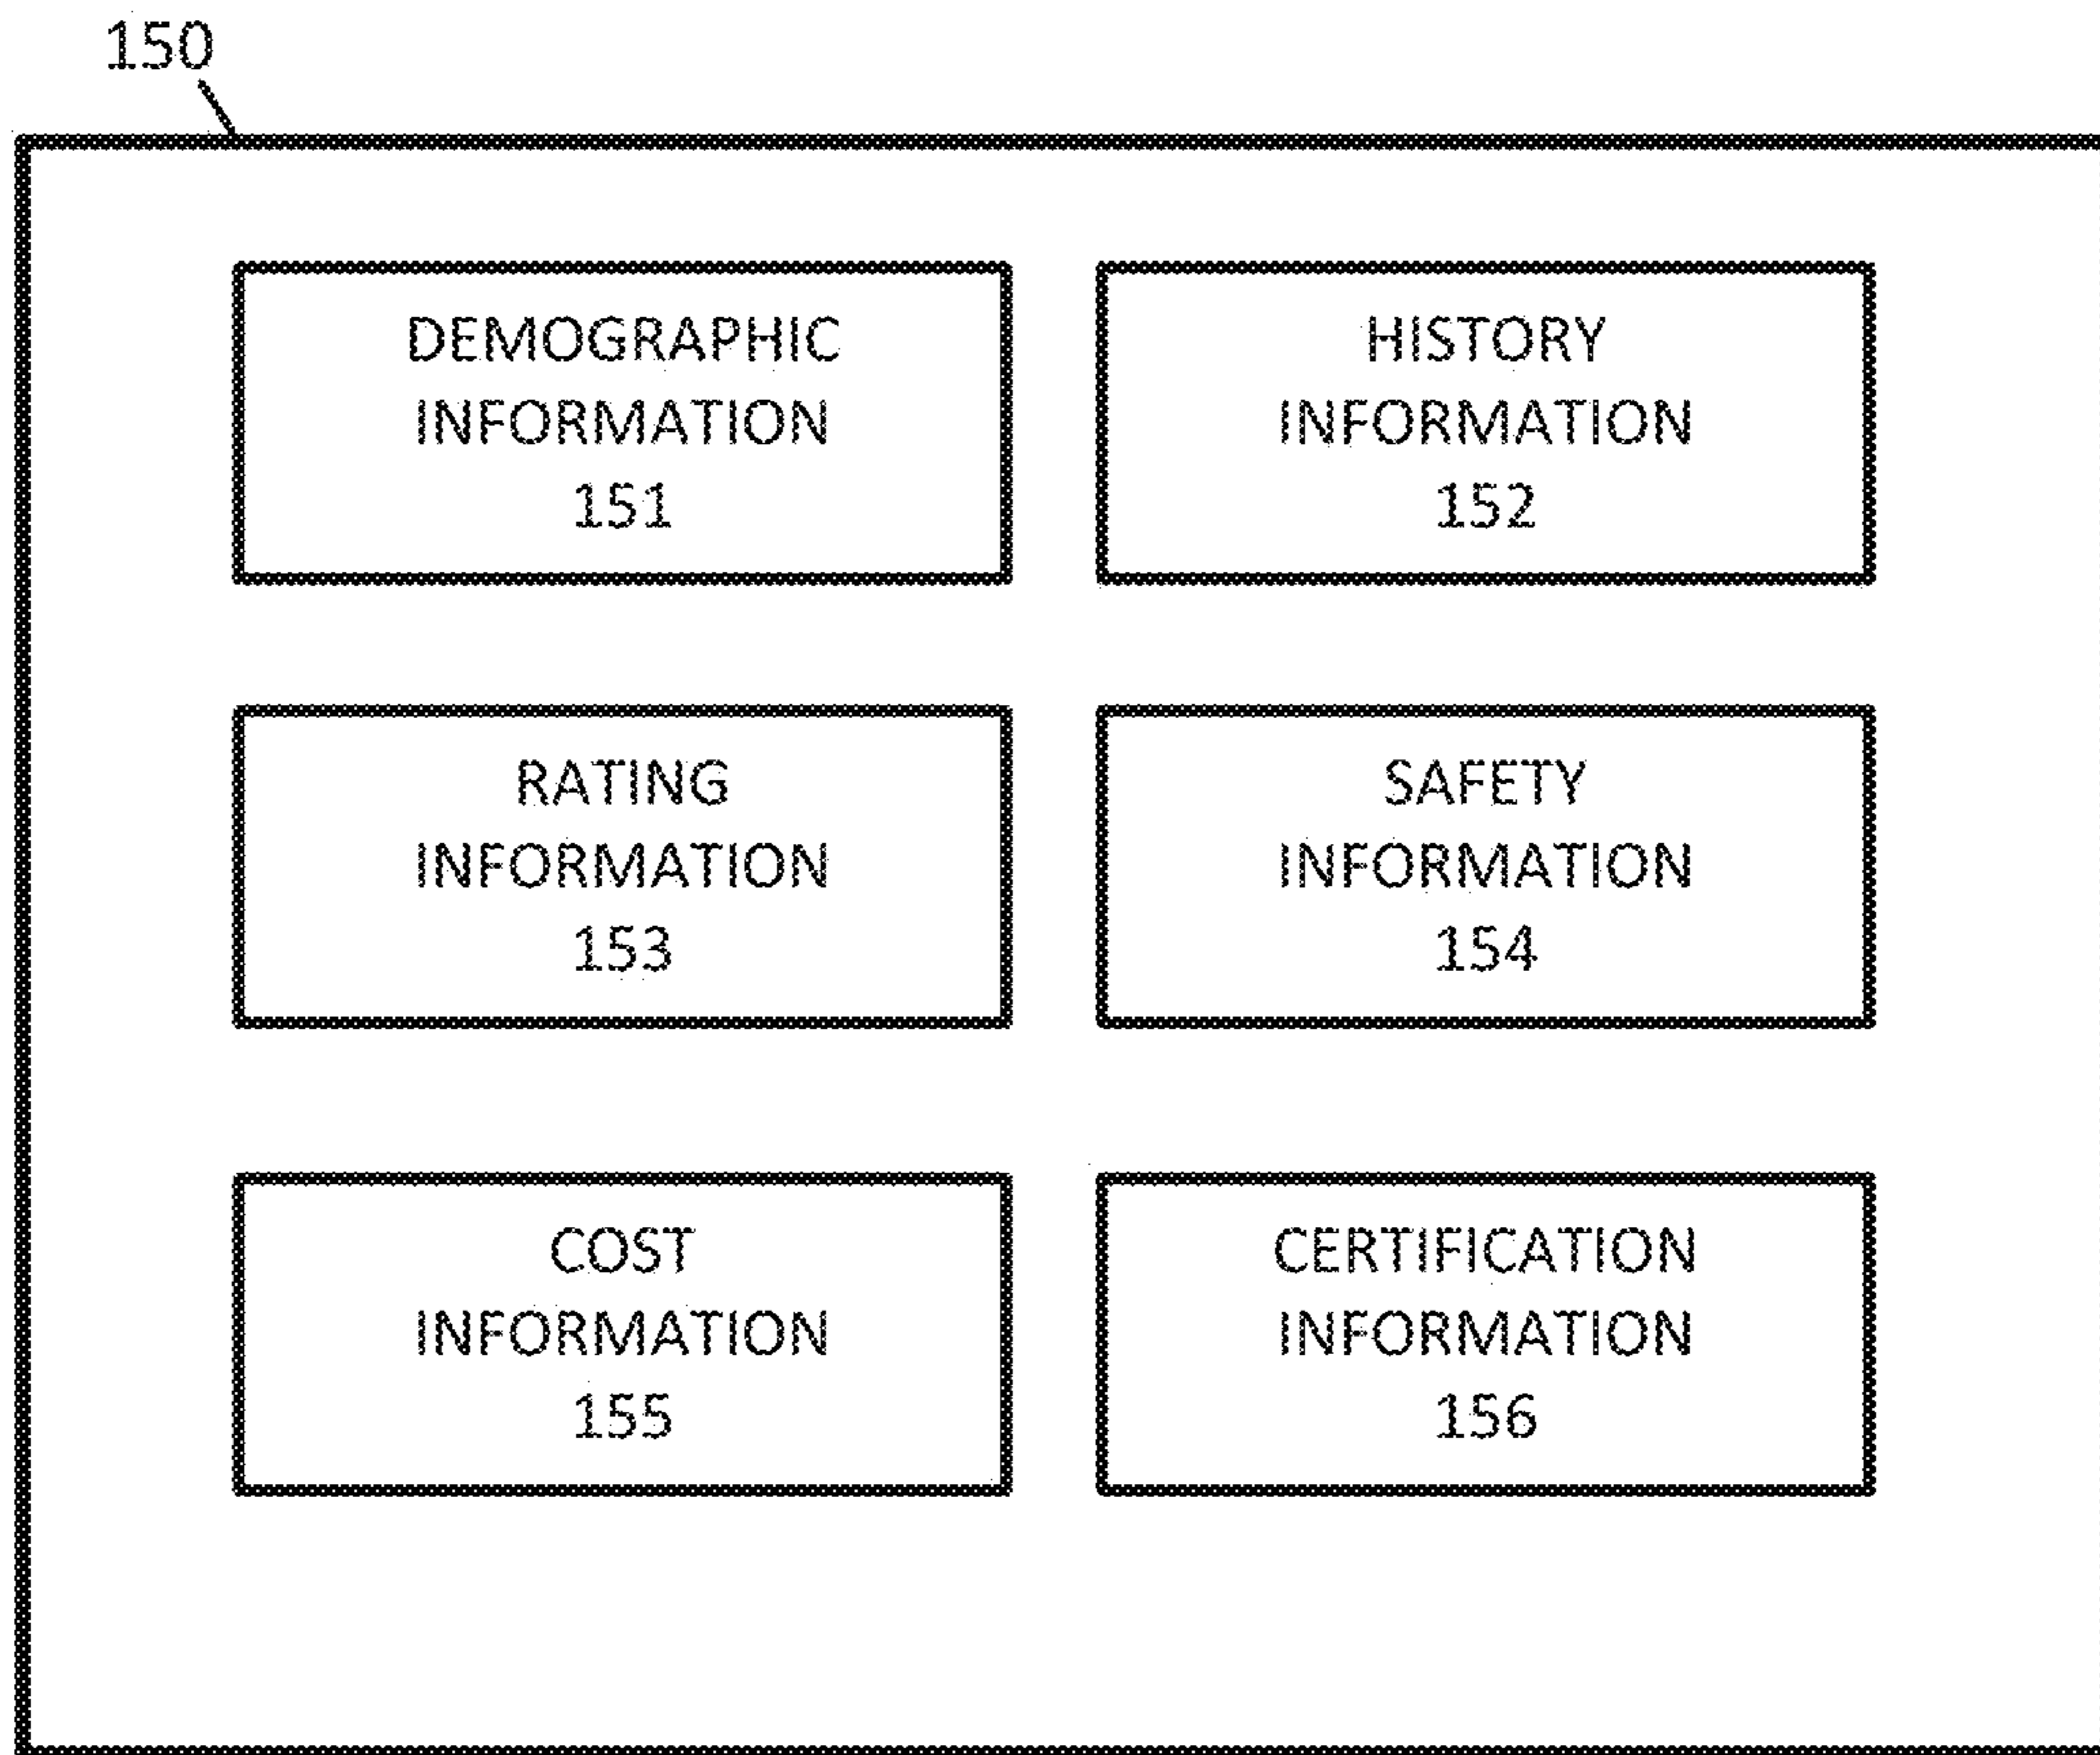 150
DEMOGRAPHIC
INFORMATION
151
HISTORY
INFORMATION
152
RATING
INFORMATION
153
SAFETY
INFORMATION
154
COST
INFORMATION
155
CERTIFICATION
INFORMATION
156